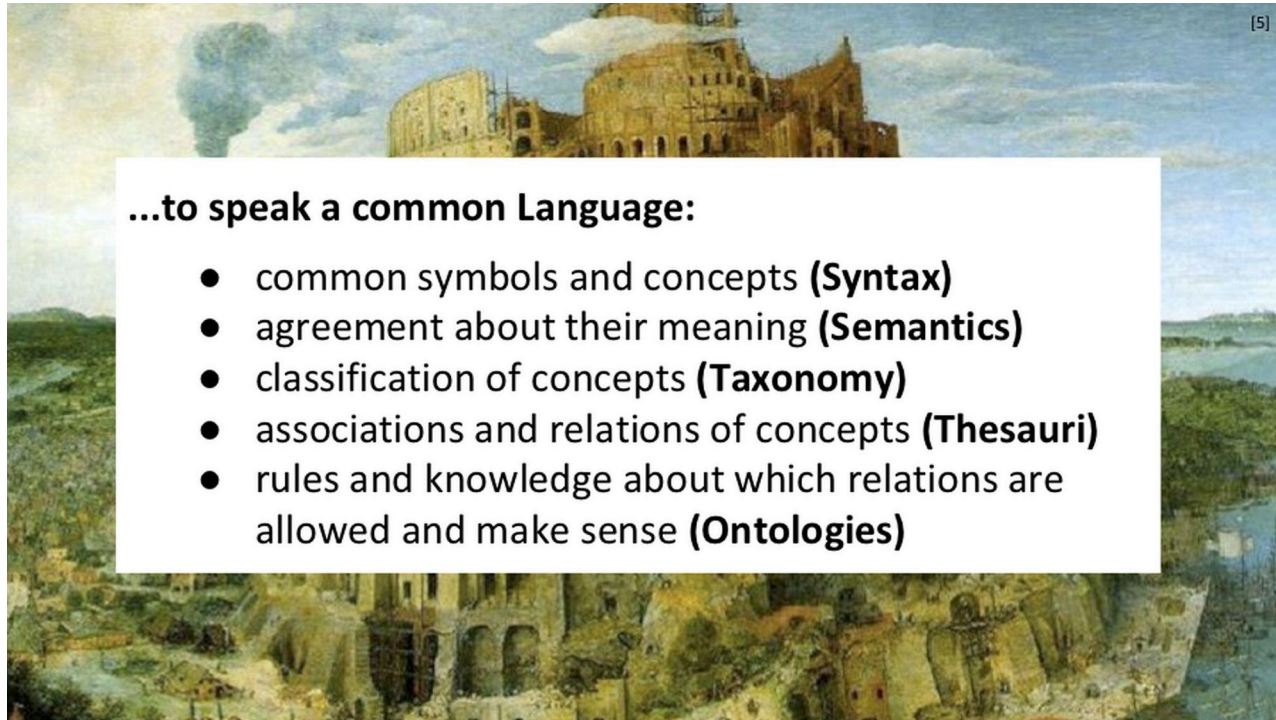 [5]
...to speak a common Language:
● common symbols and concepts (Syntax)
● agreement about their meaning (Semantics)
● classification of concepts (Taxonomy)
● associations and relations of concepts (Thesauri)
● rules and knowledge about which relations are
allowed and make sense (Ontologies)